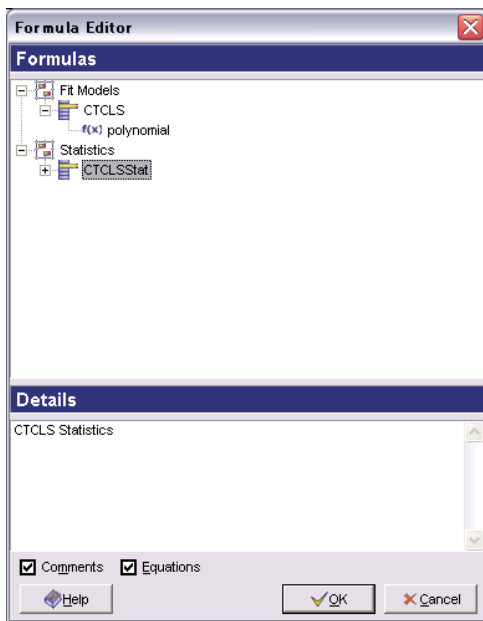 Formula Editor
Formulas
Fit Models
CTCLS
f(x) polynomial
Statistics
CTCLSStat
Details
CTCLS Statistics
Comments Equations
Help OK Cancel